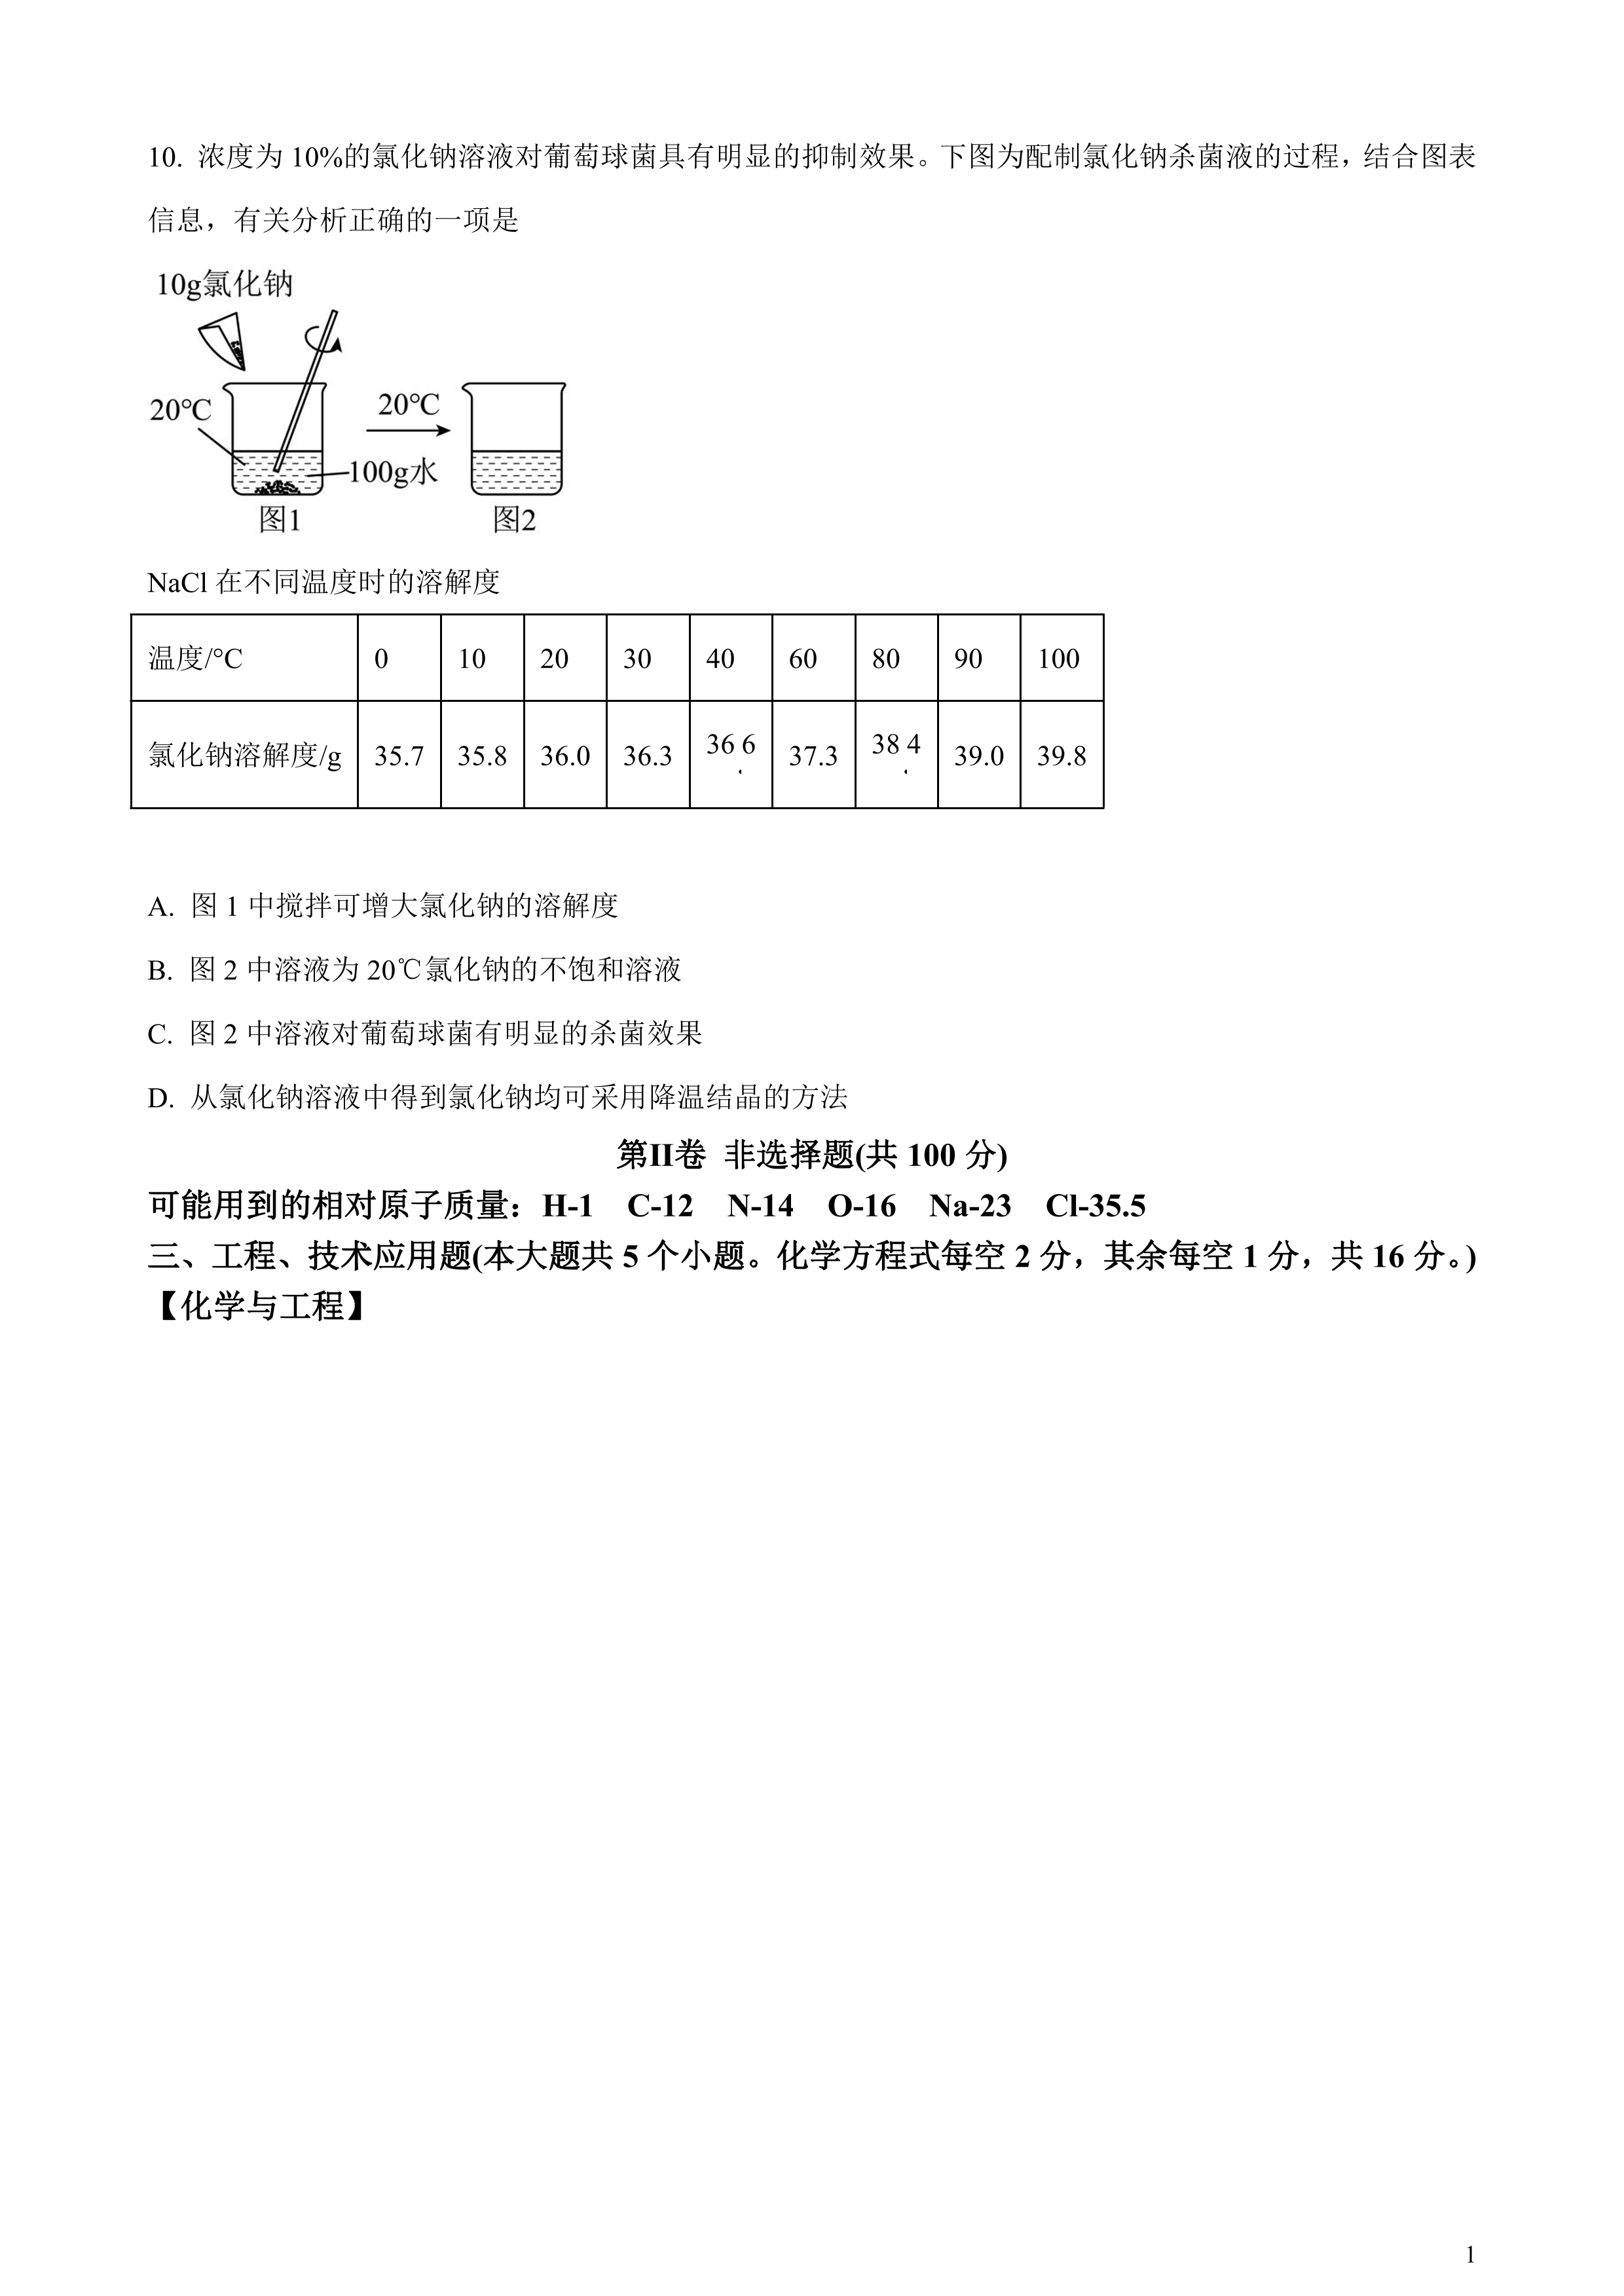 10. 浓度为 10%的氯化钠溶液对葡萄球菌具有明显的抑制效果。下图为配制氯化钠杀菌液的过程，结合图表
信息，有关分析正确的一项是
10g氯化钠
20℃
20℃
100g水
图1
图2
NaCl 在不同温度时的溶解度
温度/°C 0 10 20 30 40 60 80 90 100
氯化钠溶解度/g 35.7 35.8 36.0 36.3 36.6 37.3 38.4 39.0 39.8
A. 图 1 中搅拌可增大氯化钠的溶解度
B. 图 2 中溶液为 20℃氯化钠的不饱和溶液
C. 图 2 中溶液对葡萄球菌有明显的杀菌效果
D. 从氯化钠溶液中得到氯化钠均可采用降温结晶的方法
第II卷 非选择题(共 100 分)
可能用到的相对原子质量：H-1 C-12 N-14 O-16 Na-23 Cl-35.5
三、工程、技术应用题(本大题共 5 个小题。化学方程式每空 2 分，其余每空 1 分，共 16 分。)
【化学与工程】
1